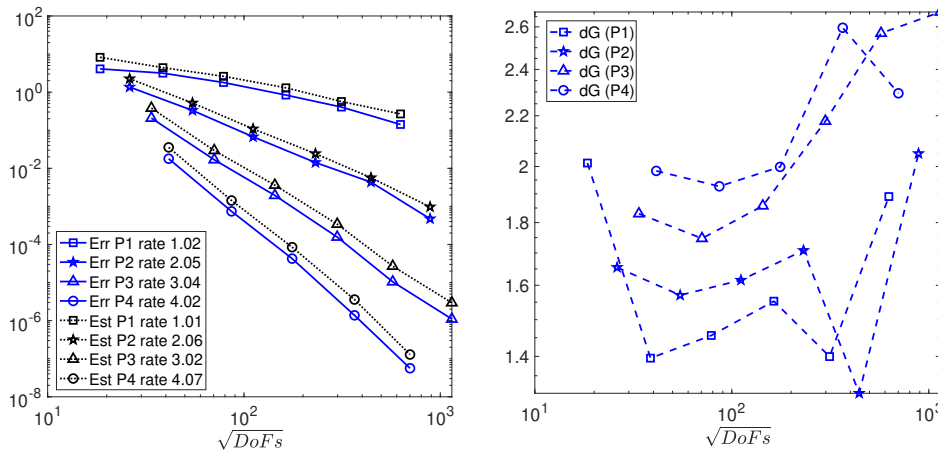 10^2
10^0
10^-2
10^-4
10^-6
10^-8
Err P1 rate 1.02
Err P2 rate 2.05
Err P3 rate 3.04
Err P4 rate 4.02
Est P1 rate 1.01
Est P2 rate 2.06
Est P3 rate 3.02
Est P4 rate 4.07
10^1
10^2
10^3
√DoFs
2.6
2.4
2.2
2
1.8
1.6
1.4
dG (P1)
dG (P2)
dG (P3)
dG (P4)
10^1
10^2
10^3
√DoFs